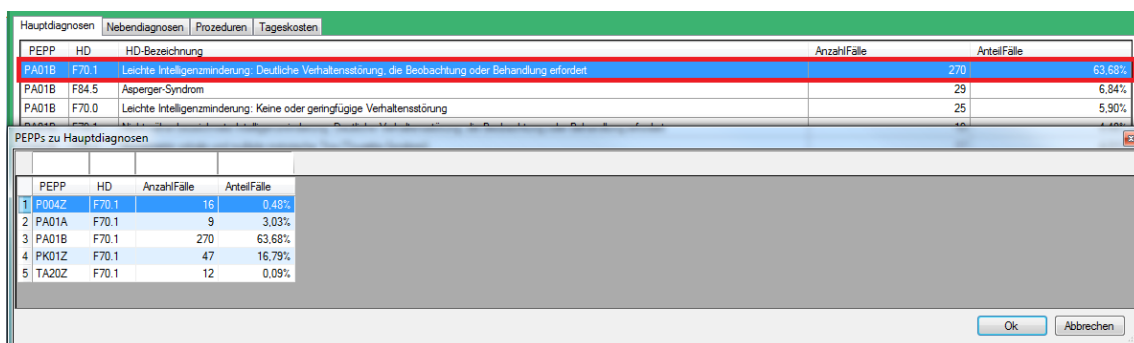 Hauptdiagnosen Nebendiagnosen Prozeduren Tageskosten
PEPP HD HD-Bezeichnung AnzahlFälle AnteilFälle
PA01B F70.1 Leichte Intelligenzminderung: Deutliche Verhaltensstörung, die Beobachtung oder Behandlung erfordert 270 63,68%
PA01B F84.5 Asperger-Syndrom 29 6,84%
PA01B F70.0 Leichte Intelligenzminderung: Keine oder geringfügige Verhaltensstörung 25 5,90%
PEPPs zu Hauptdiagnosen
PEPP HD AnzahlFälle AnteilFälle
1 P004Z F70.1 16 0,48%
2 PA01A F70.1 9 3,03%
3 PA01B F70.1 270 63,68%
4 PK01Z F70.1 47 16,79%
5 TA20Z F70.1 12 0,09%
Ok Abbrechen